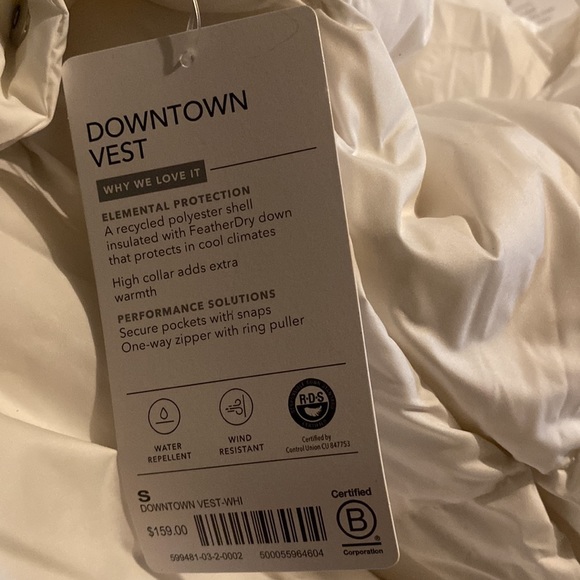 DOWNTOWN
VEST
WHY WE LOVE IT
ELEMENTAL PROTECTION
A recycled polyester shell
insulated with FeatherDry down
that protects in cool climates
High collar adds extra
warmth
PERFORMANCE SOLUTIONS
Secure pockets with snaps
One-way zipper with ring puller
WATER
REPELLENT
WIND
RESISTANT
R·D·S
Certified by
Control Union CU 847753
S
DOWNTOWN VEST-WHI
$159.00
599481-03-2-0002
500055964604
Certified
B
®
Corporation